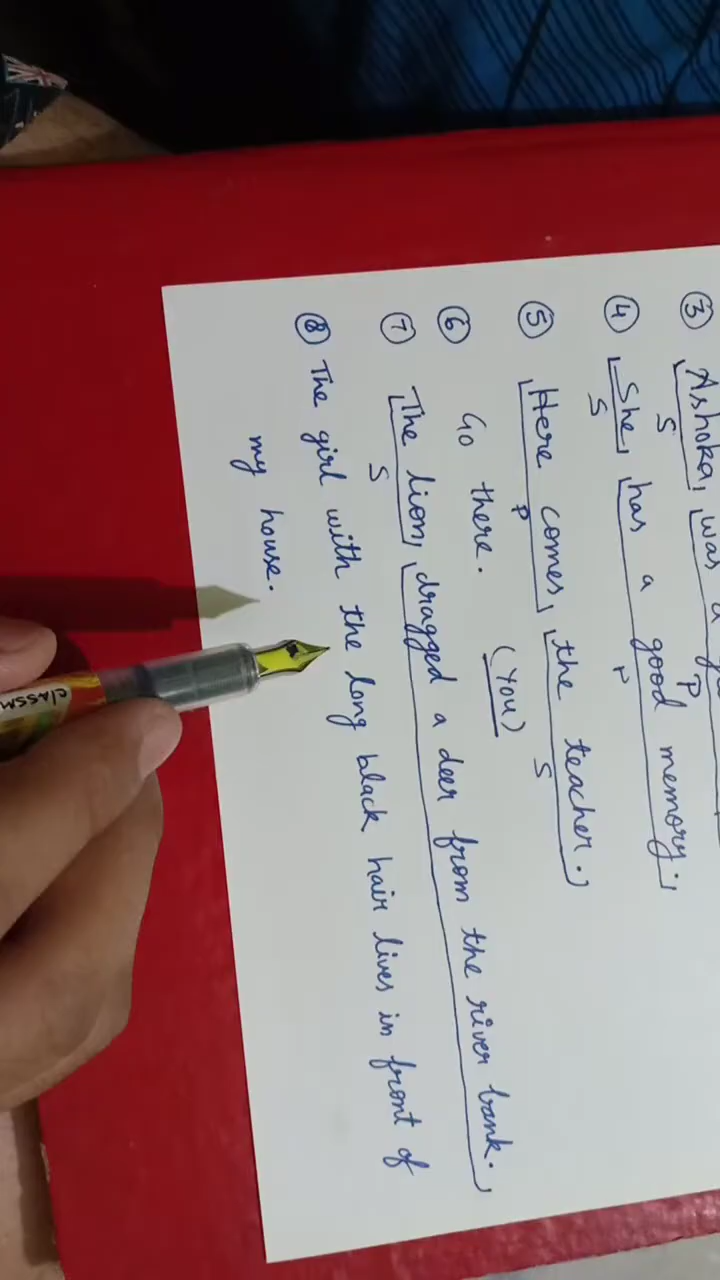 ③ Ashoka, was a
S P
④ She, has a good memory.
S P
⑤ Here comes, the teacher.
P S
⑥ Go there. (You)
⑦ The lion, dragged a deer from the river bank.
S
⑧ The girl with the long black hair lives in front of
my house.
classm